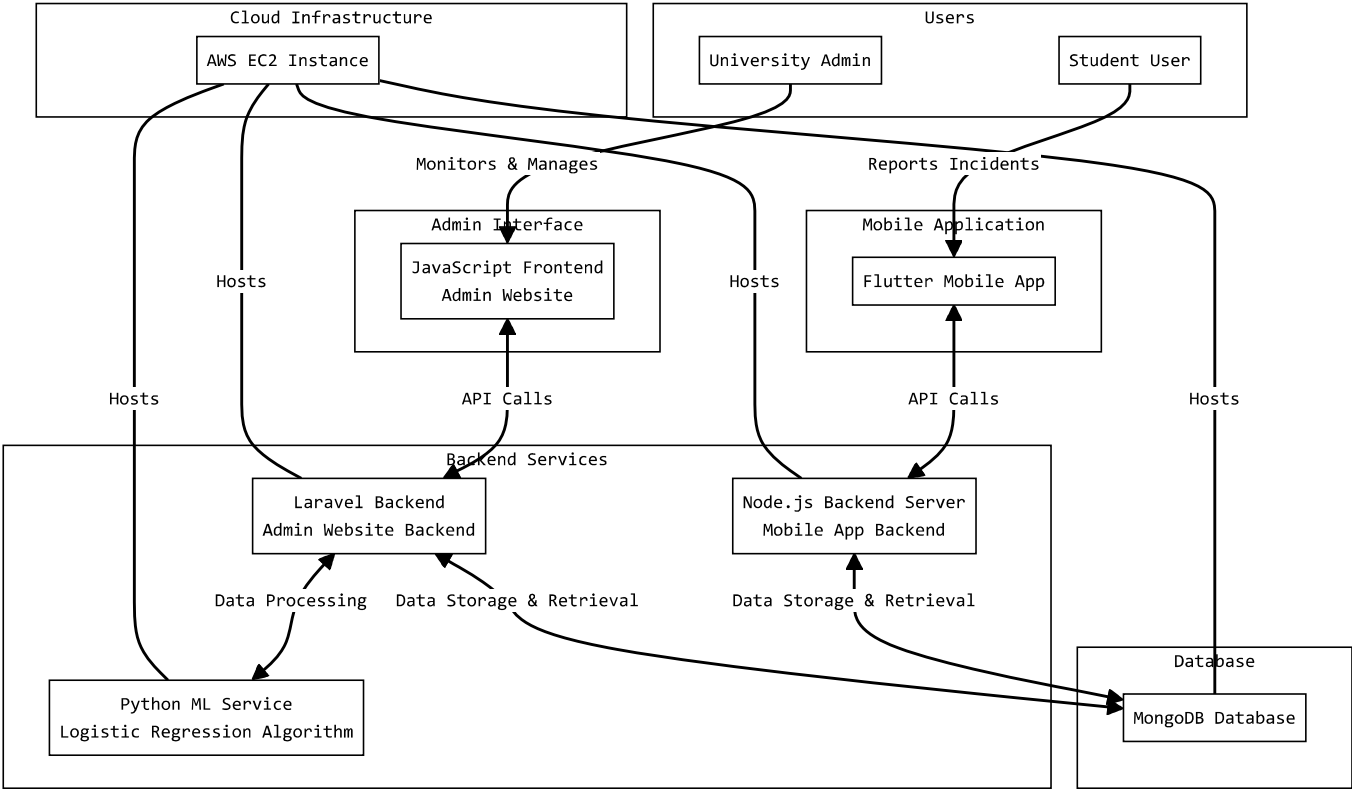 Cloud Infrastructure
Users
AWS EC2 Instance
University Admin
Student User
Monitors & Manages
Reports Incidents
Admin Interface
Mobile Application
JavaScript Frontend
Admin Website
Flutter Mobile App
Hosts
Hosts
Hosts
API Calls
API Calls
Hosts
Backend Services
Laravel Backend
Admin Website Backend
Node.js Backend Server
Mobile App Backend
Data Processing
Data Storage & Retrieval
Data Storage & Retrieval
Database
Python ML Service
Logistic Regression Algorithm
MongoDB Database